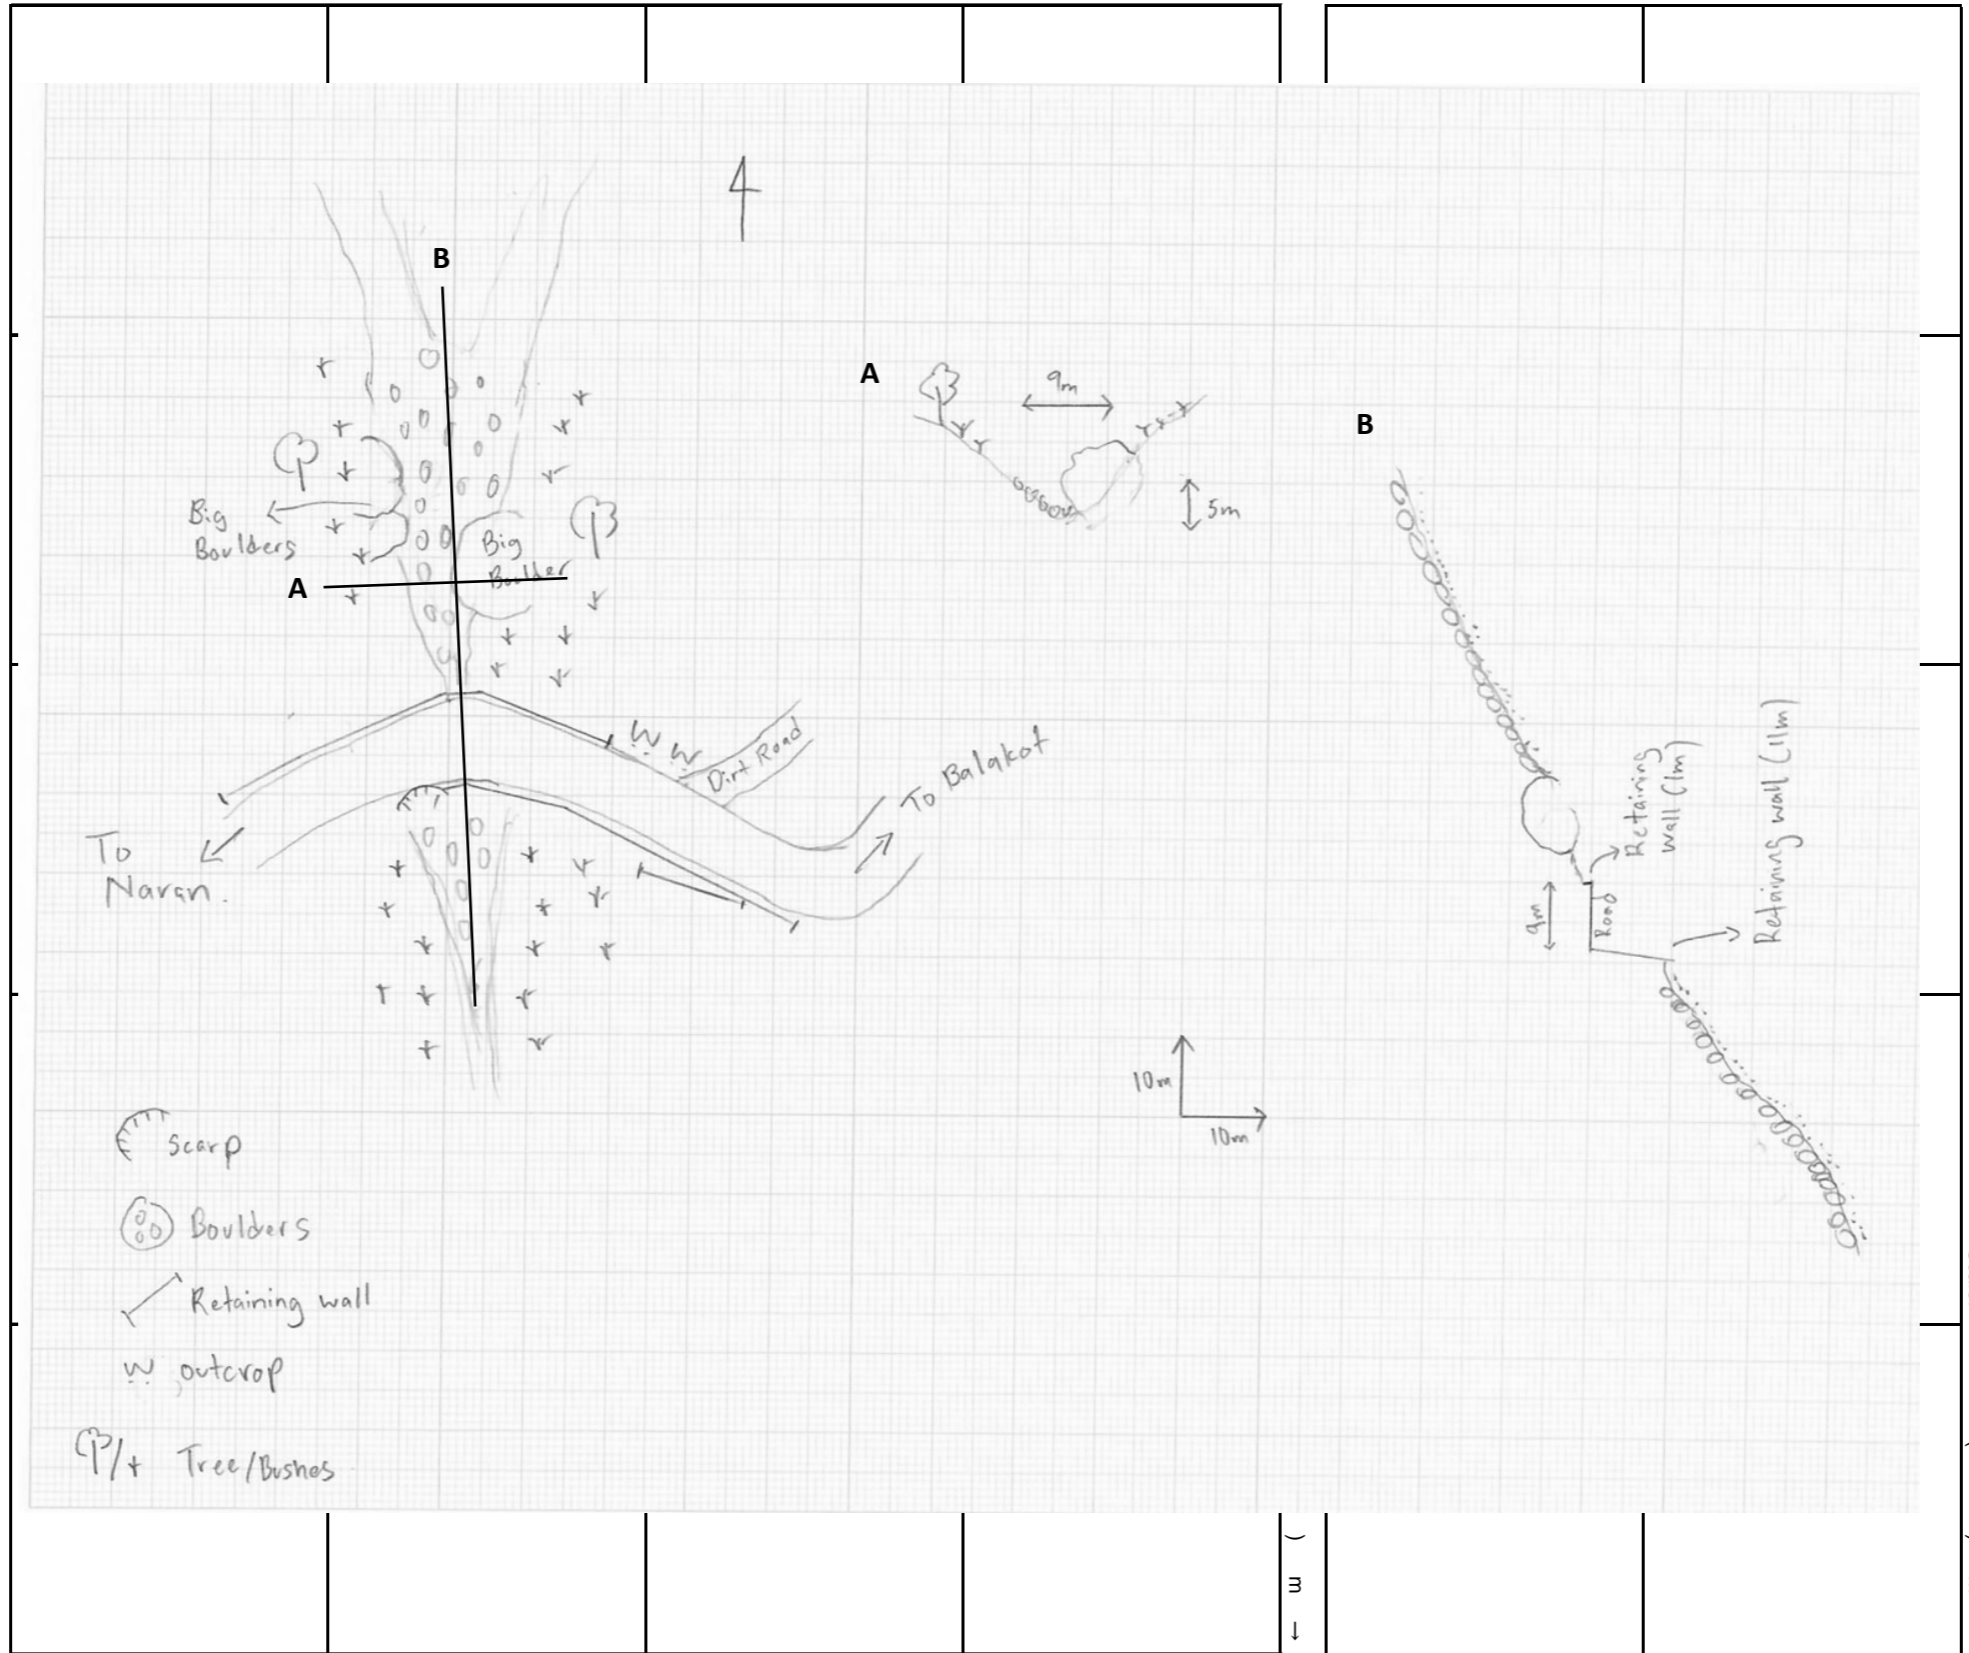 B
A
9m
5m
B
Big
Boulders
Big
Boulder
A
Retaining
wall (1m)
Retaining wall (11m)
9m
Road
Dirt Road
To Balakot
To
Naran.
10m
10m
scarp
Boulders
Retaining wall
outcrop
Tree/Bushes
) m →